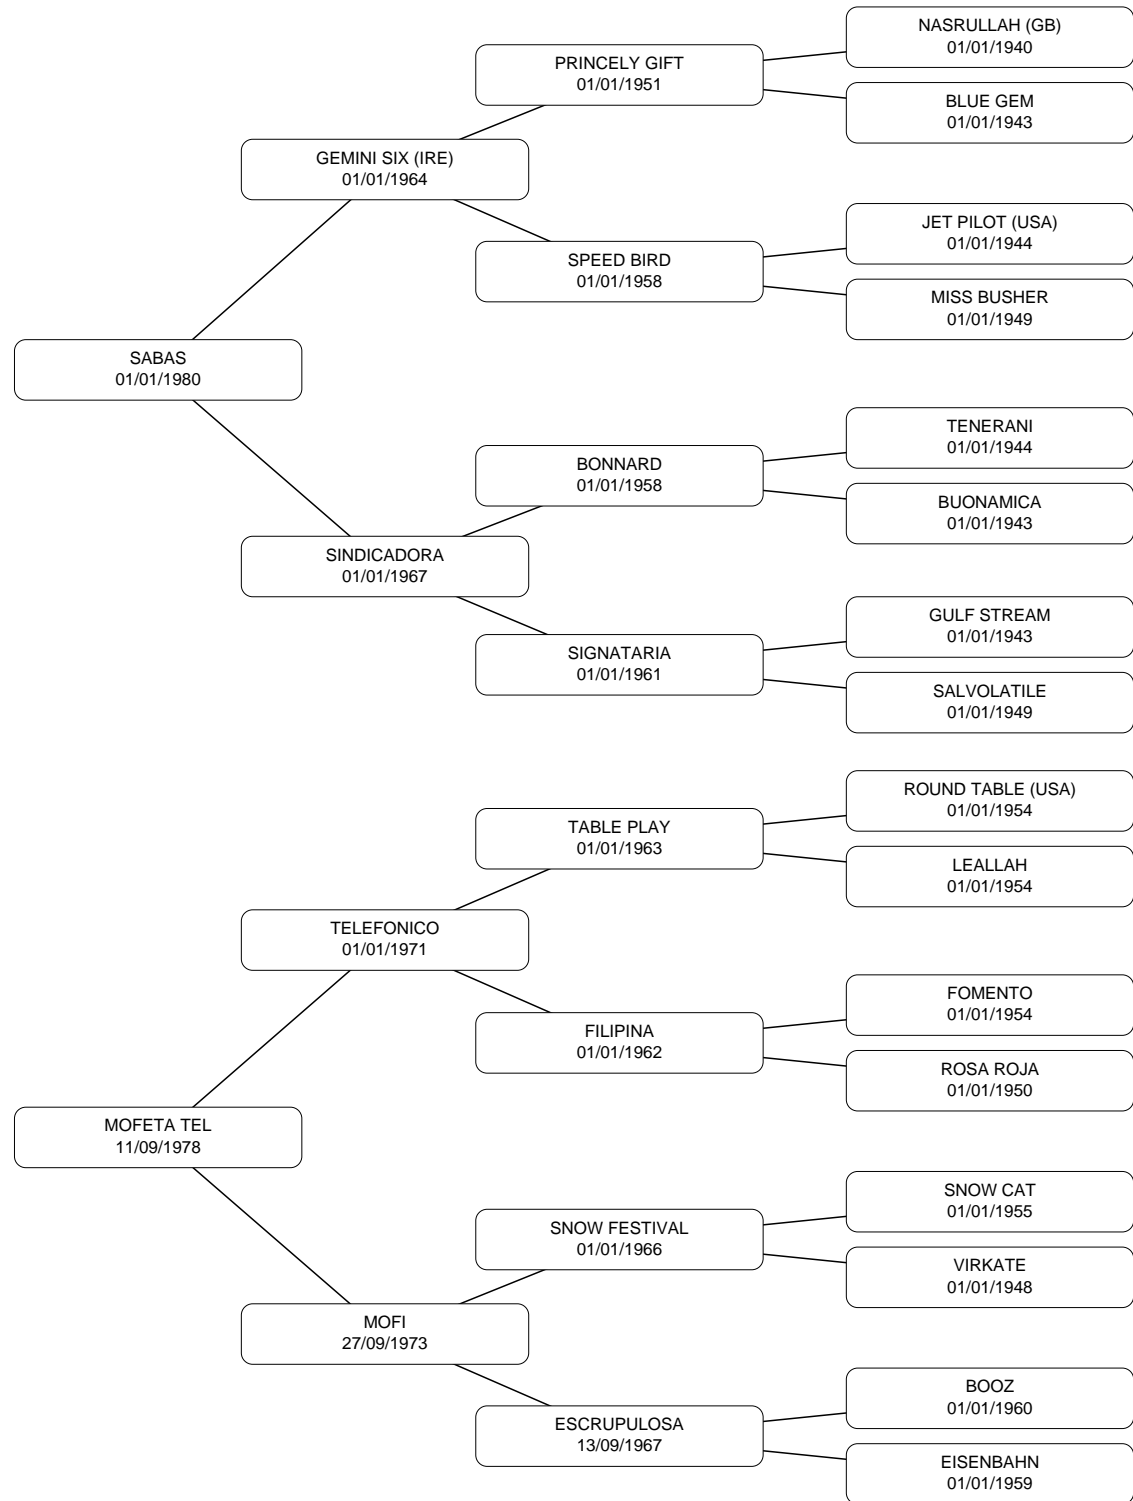 NASRULLAH (GB)
01/01/1940
PRINCELY GIFT
01/01/1951
BLUE GEM
01/01/1943
GEMINI SIX (IRE)
01/01/1964
JET PILOT (USA)
01/01/1944
SPEED BIRD
01/01/1958
MISS BUSHER
01/01/1949
SABAS
01/01/1980
TENERANI
01/01/1944
BONNARD
01/01/1958
BUONAMICA
01/01/1943
SINDICADORA
01/01/1967
GULF STREAM
01/01/1943
SIGNATARIA
01/01/1961
SALVOLATILE
01/01/1949
ROUND TABLE (USA)
01/01/1954
TABLE PLAY
01/01/1963
LEALLAH
01/01/1954
TELEFONICO
01/01/1971
FOMENTO
01/01/1954
FILIPINA
01/01/1962
ROSA ROJA
01/01/1950
MOFETA TEL
11/09/1978
SNOW CAT
01/01/1955
SNOW FESTIVAL
01/01/1966
VIRKATE
01/01/1948
MOFI
27/09/1973
BOOZ
01/01/1960
ESCRUPULOSA
13/09/1967
EISENBAHN
01/01/1959